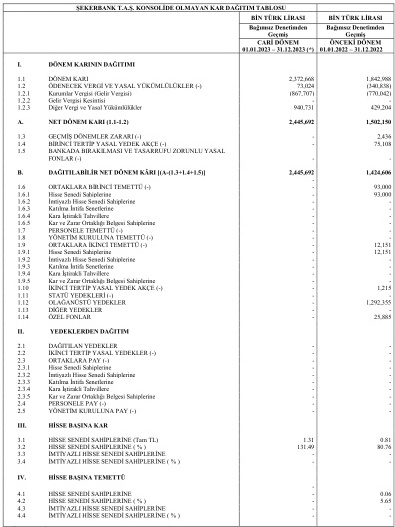 ŞEKERBANK T.A.Ş. KONSOLİDE OLMAYAN KAR DAĞITIM TABLOSU
BİN TÜRK LİRASI BİN TÜRK LİRASI
Bağımsız Denetimden Geçmiş Bağımsız Denetimden Geçmiş
CARİ DÖNEM ÖNCEKİ DÖNEM
01.01.2023 – 31.12.2023 (*) 01.01.2022 – 31.12.2022
I. DÖNEM KARININ DAĞITIMI
1.1 DÖNEM KARI 2,372,668 1,842,988
1.2 ÖDENECEK VERGİ VE YASAL YÜKÜMLÜLÜKLER (-) 73,024 (340,838)
1.2.1 Kurumlar Vergisi (Gelir Vergisi) (867,707) (770,042)
1.2.2 Gelir Vergisi Kesintisi - -
1.2.3 Diğer Vergi ve Yasal Yükümlülükler 940,731 429,204
A. NET DÖNEM KARI (1.1-1.2) 2,445,692 1,502,150
1.3 GEÇMİŞ DÖNEMLER ZARARI (-) - 2,436
1.4 BİRİNCİ TERTİP YASAL YEDEK AKÇE (-) - 75,108
1.5 BANKADA BIRAKILMASI VE TASARRUFU ZORUNLU YASAL
FONLAR (-) - -
B. DAĞITILABİLİR NET DÖNEM KÂRI [(A-(1.3+1.4+1.5)] 2,445,692 1,424,606
1.6 ORTAKLARA BİRİNCİ TEMETTÜ (-) - 93,000
1.6.1 Hisse Senedi Sahiplerine - 93,000
1.6.2 İmtiyazlı Hisse Senedi Sahiplerine - -
1.6.3 Katılma İntifa Senetlerine - -
1.6.4 Kara İştirakli Tahvillere - -
1.6.5 Kar ve Zarar Ortaklığı Belgesi Sahiplerine - -
1.7 PERSONELE TEMETTÜ (-) - -
1.8 YÖNETİM KURULUNA TEMETTÜ (-) - -
1.9 ORTAKLARA İKİNCİ TEMETTÜ (-) - 12,151
1.9.1 Hisse Senedi Sahiplerine - 12,151
1.9.2 İmtiyazlı Hisse Senedi Sahiplerine - -
1.9.3 Katılma İntifa Senetlerine - -
1.9.4 Kara İştirakli Tahvillere - -
1.9.5 Kar ve Zarar Ortaklığı Belgesi Sahiplerine - -
1.10 İKİNCİ TERTİP YASAL YEDEK AKÇE (-) - 1,215
1.11 STATÜ YEDEKLERİ (-) - -
1.12 OLAĞANÜSTÜ YEDEKLER - 1,292,355
1.13 DİĞER YEDEKLER - -
1.14 ÖZEL FONLAR - 25,885
II. YEDEKLERDEN DAĞITIM
2.1 DAĞITILAN YEDEKLER - -
2.2 İKİNCİ TERTİP YASAL YEDEKLER (-) - -
2.3 ORTAKLARA PAY (-) - -
2.3.1 Hisse Senedi Sahiplerine - -
2.3.2 İmtiyazlı Hisse Senedi Sahiplerine - -
2.3.3 Katılma İntifa Senetlerine - -
2.3.4 Kara İştirakli Tahvillere - -
2.3.5 Kar ve Zarar Ortaklığı Belgesi Sahiplerine - -
2.4 PERSONELE PAY (-) - -
2.5 YÖNETİM KURULUNA PAY (-) - -
III. HİSSE BAŞINA KAR
3.1 HİSSE SENEDİ SAHİPLERİNE (Tam TL) 1.31 0.81
3.2 HİSSE SENEDİ SAHİPLERİNE ( % ) 131.49 80.76
3.3 İMTİYAZLI HİSSE SENEDİ SAHİPLERİNE - -
3.4 İMTİYAZLI HİSSE SENEDİ SAHİPLERİNE ( % ) - -
IV. HİSSE BAŞINA TEMETTÜ
4.1 HİSSE SENEDİ SAHİPLERİNE - 0.06
4.2 HİSSE SENEDİ SAHİPLERİNE ( % ) - 5.65
4.3 İMTİYAZLI HİSSE SENEDİ SAHİPLERİNE - -
4.4 İMTİYAZLI HİSSE SENEDİ SAHİPLERİNE ( % ) - -